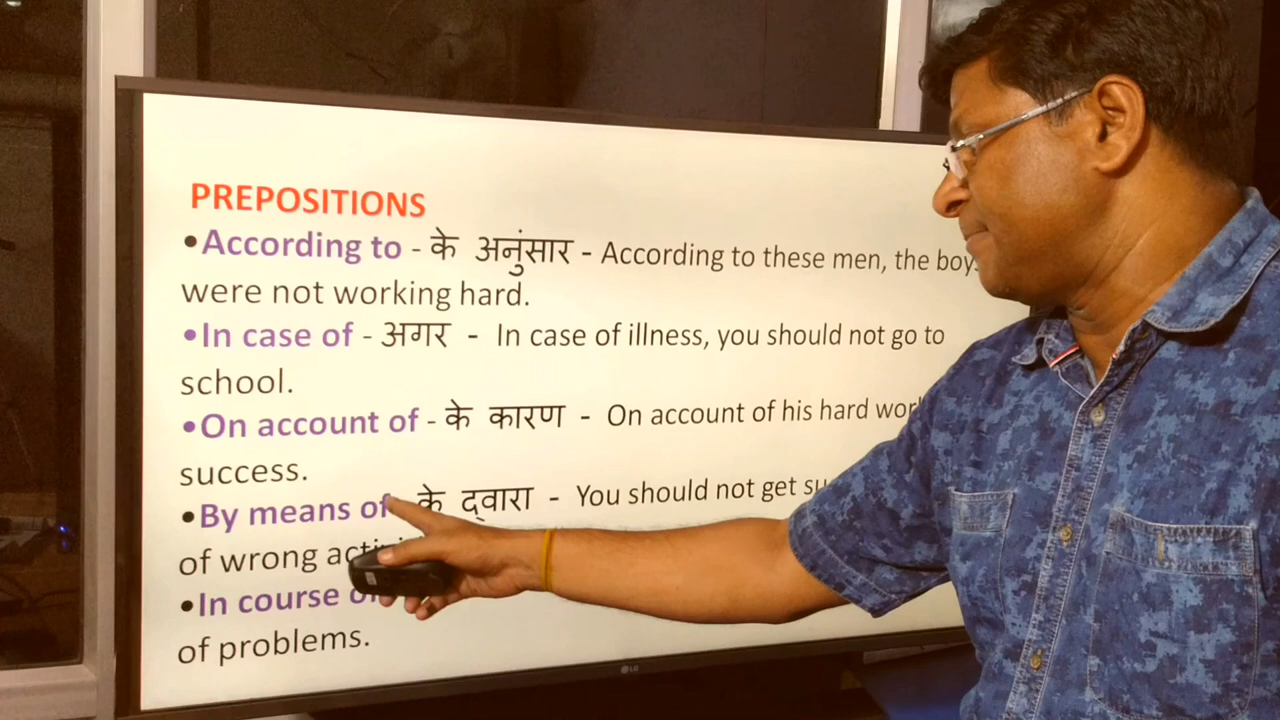 PREPOSITIONS
•According to - के अनुंसार - According to these men, the boys
were not working hard.
•In case of - अगर - In case of illness, you should not go to
school.
•On account of - के कारण - On account of his hard
success.
•By means of के द्वारा - You should not get
of wrong
•In course
of problems.
LG